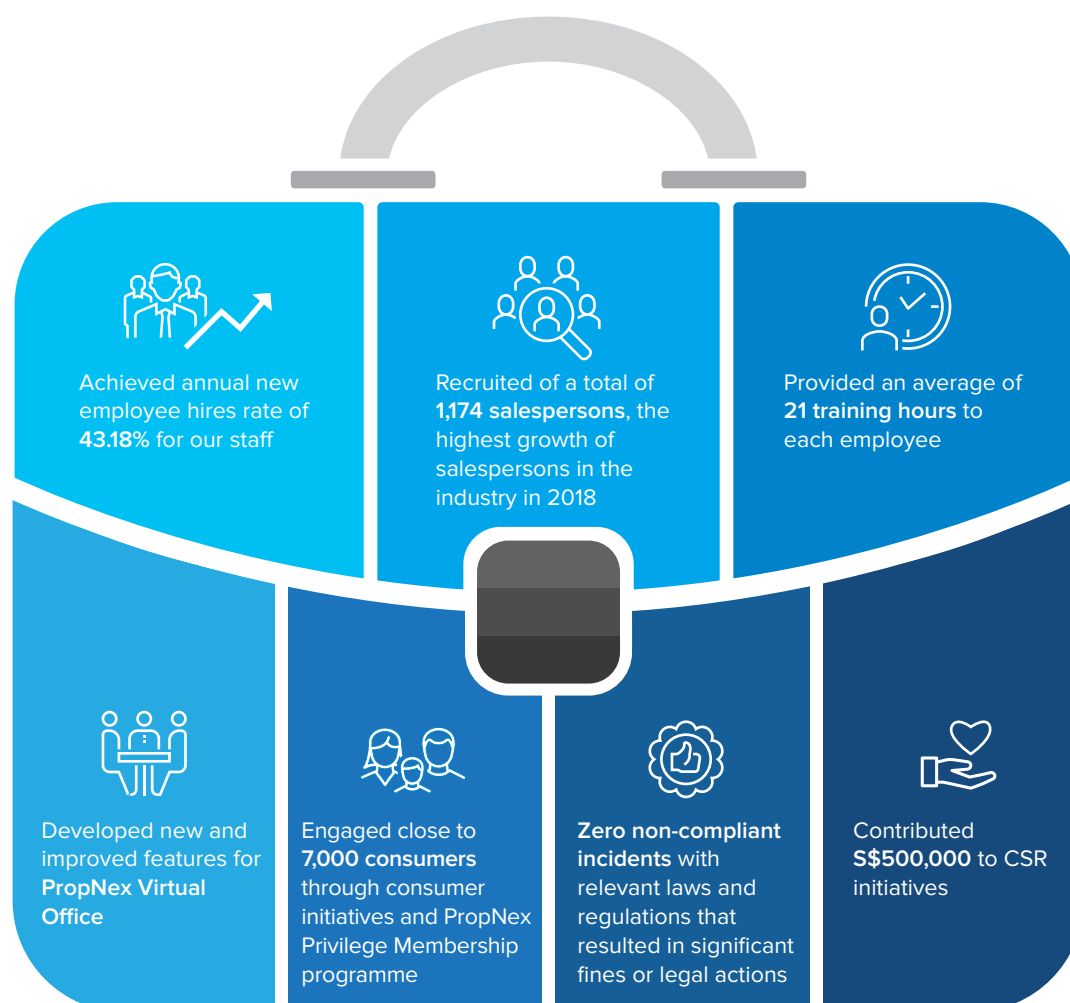 Achieved annual new
employee hires rate of
43.18% for our staff
Recruited of a total of
1,174 salespersons, the
highest growth of
salespersons in the
industry in 2018
Provided an average of
21 training hours to
each employee
Developed new and
improved features for
PropNex Virtual
Office
Engaged close to
7,000 consumers
through consumer
initiatives and PropNex
Privilege Membership
programme
Zero non-compliant
incidents with
relevant laws and
regulations that
resulted in significant
fines or legal actions
Contributed
S$500,000 to CSR
initiatives